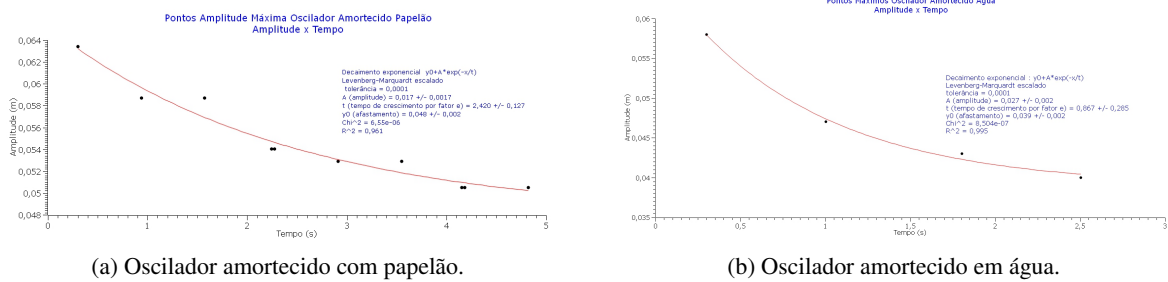 Pontos Amplitude Máxima Oscilador Amortecido Papelão
Amplitude x Tempo
0,064
0,062
0,06
0,058
0,056
0,054
0,052
0,05
0,048
Amplitude (m)
Decaimento exponencial y0+A*exp(-x/t)
Levenberg-Marquardt escalado
tolerância = 0,0001
A (amplitude) = 0,017 +/- 0,0017
t (tempo de crescimento por fator e) = 2,420 +/- 0,127
y0 (afastamento) = 0,048 +/- 0,002
Chi^2 = 6,55e-06
R^2 = 0,961
0 1 2 3 4 5
Tempo (s)
(a) Oscilador amortecido com papelão.
Pontos Máximos Oscilador Amortecido Água
Amplitude x Tempo
0,06
0,055
0,05
0,045
0,04
0,035
Amplitude (m)
Decaimento exponencial : y0+A*exp(-x/t)
Levenberg-Marquardt escalado
tolerância = 0,0001
A (amplitude) = 0,027 +/- 0,002
t (tempo de crescimento por fator e) = 0,867 +/- 0,285
y0 (afastamento) = 0,039 +/- 0,002
Chi^2 = 8,504e-07
R^2 = 0,995
0 0,5 1 1,5 2 2,5 3
Tempo (s)
(b) Oscilador amortecido em água.